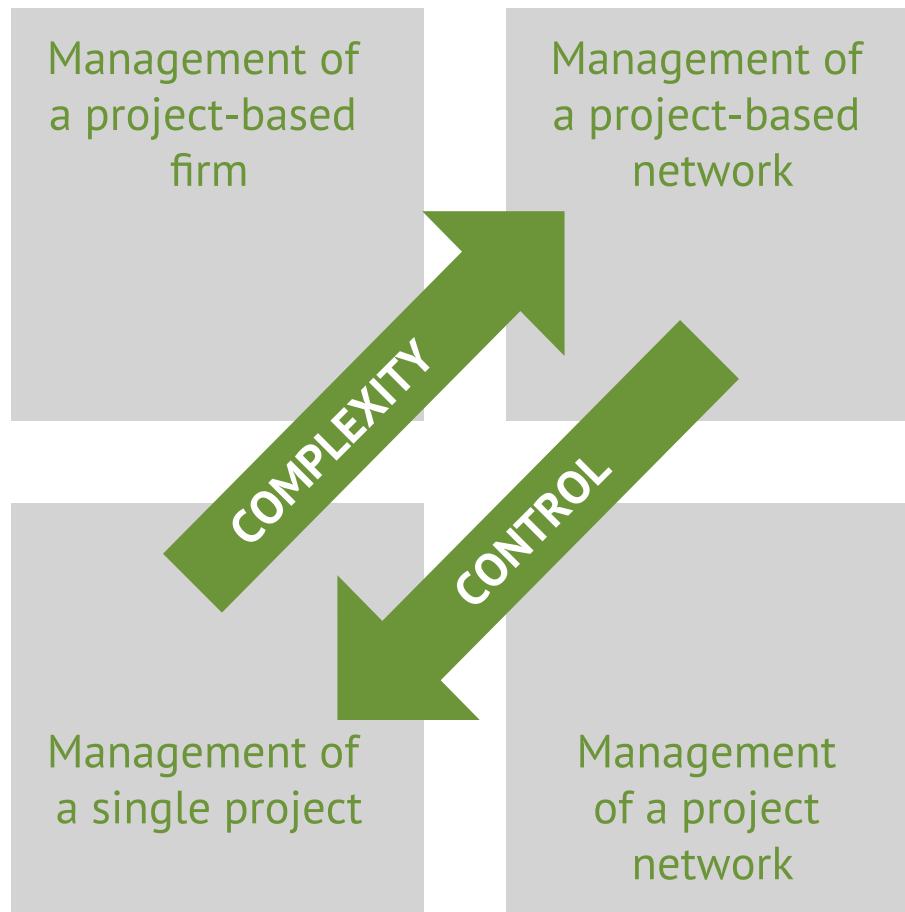 Management of
a project-based
firm
Management of
a project-based
network
COMPLEXITY
CONTROL
Management of
a single project
Management
of a project
network